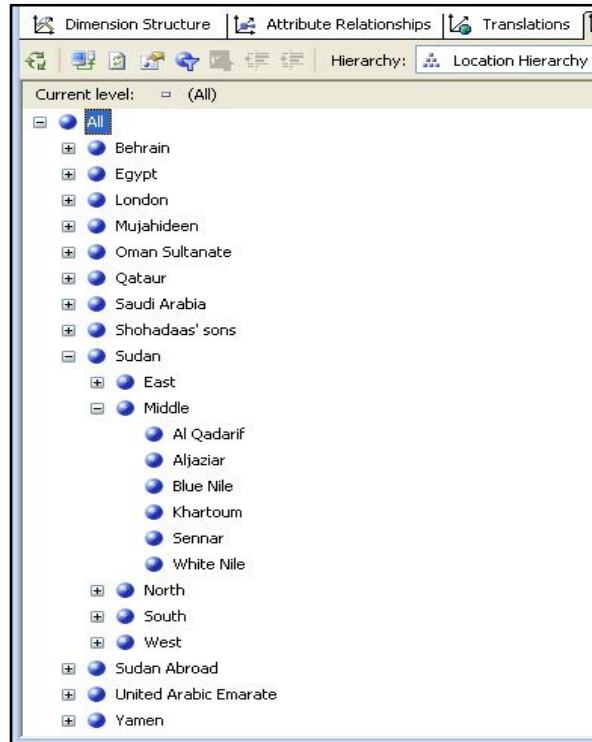 Dimension Structure Attribute Relationships Translations
Hierarchy: Location Hierarchy
Current level: (All)
All
Behrain
Egypt
London
Mujahideen
Oman Sultanate
Qataur
Saudi Arabia
Shohadaas' sons
Sudan
East
Middle
Al Qadarif
Aljaziar
Blue Nile
Khartoum
Sennar
White Nile
North
South
West
Sudan Abroad
United Arabic Emarate
Yamen